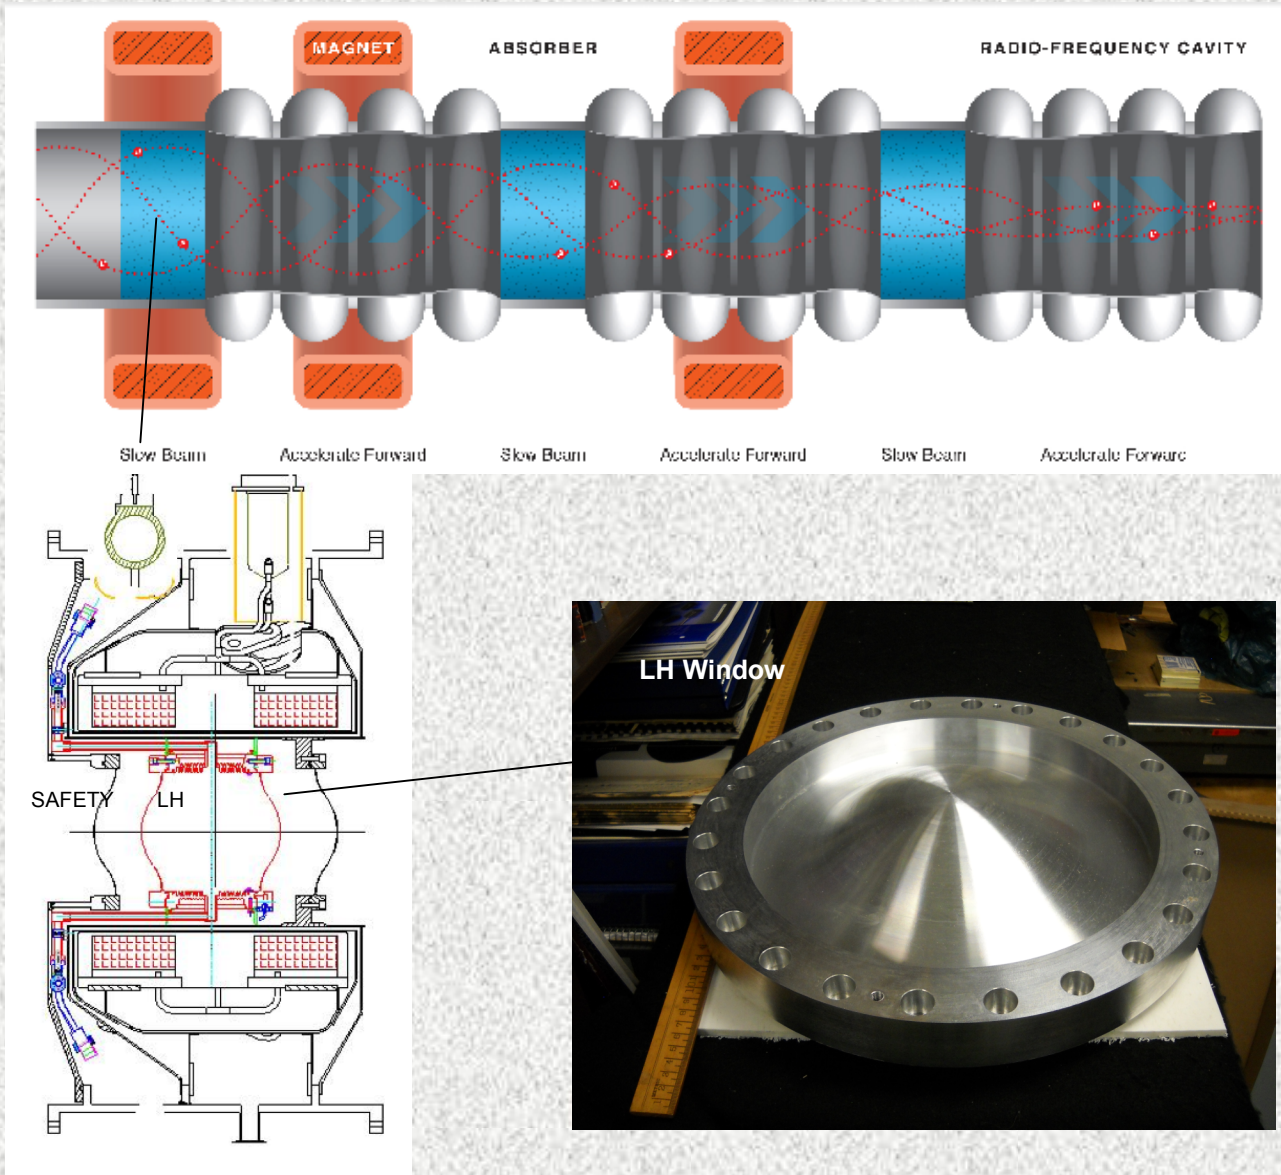 MAGNET
ABSORBER
RADIO-FREQUENCY CAVITY
Slow Beam
Accelerate Forward
Slow Beam
Accelerate Forward
Slow Beam
Accelerate Forward
SAFETY
LH
LH Window